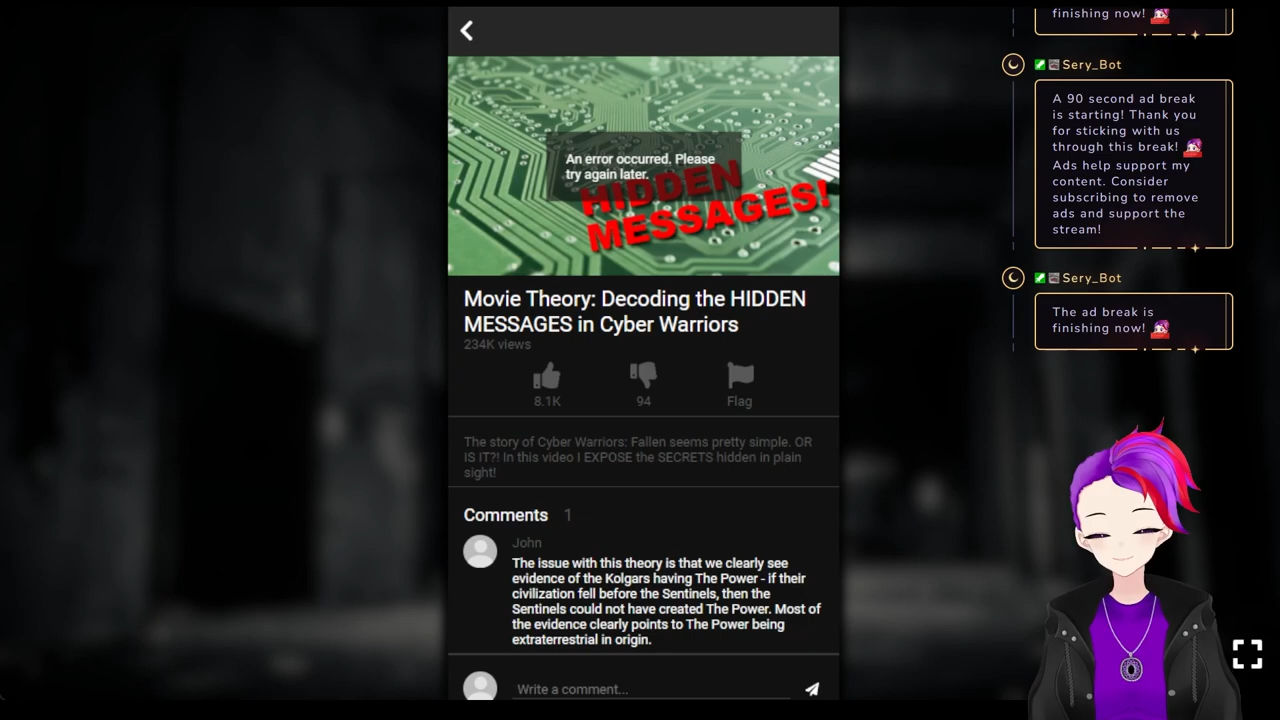 An error occurred. Please
try again later.
HIDDEN
MESSAGES!
Movie Theory: Decoding the HIDDEN
MESSAGES in Cyber Warriors
234K views
8.1K
94
Flag
The story of Cyber Warriors: Fallen seems pretty simple. OR
IS IT?! In this video I EXPOSE the SECRETS hidden in plain
sight!
Comments 1
John
The issue with this theory is that we clearly see
evidence of the Kolgars having The Power - if their
civilization fell before the Sentinels, then the
Sentinels could not have created The Power. Most of
the evidence clearly points to The Power being
extraterrestrial in origin.
Write a comment...
finishing now!
Sery_Bot
A 90 second ad break
is starting! Thank you
for sticking with us
through this break!
Ads help support my
content. Consider
subscribing to remove
ads and support the
stream!
Sery_Bot
The ad break is
finishing now!